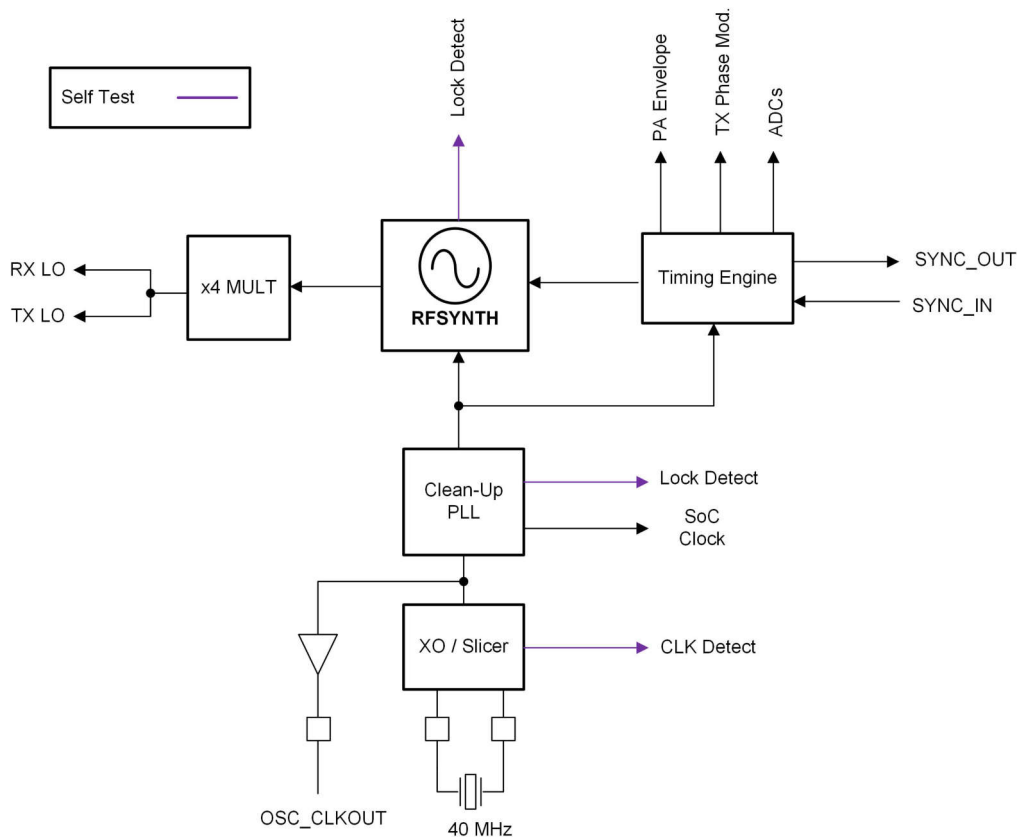 Self Test
Lock Detect
PA Envelope
TX Phase Mod.
ADCs
RX LO
TX LO
x4 MULT
RFSYNTH
Timing Engine
SYNC_OUT
SYNC_IN
Clean-Up
PLL
Lock Detect
SoC
Clock
XO / Slicer
CLK Detect
OSC_CLKOUT
40 MHz